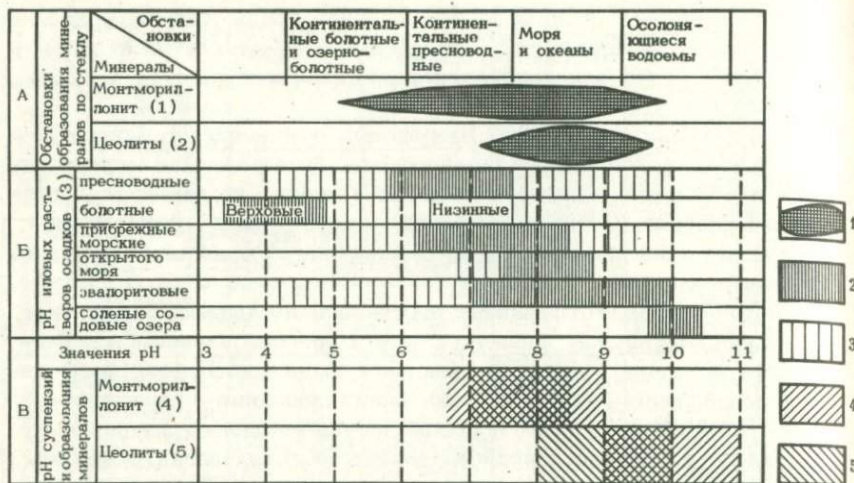 Обста-
новки
Минералы
Континенталь-
ные болотные
и озерно-
болотные
Континен-
тальные
пресновод-
ные
Моря
и океаны
Осолоня-
ющиеся
водоемы
А
Обстановки
образования мине-
ралов по стеклу
Монтморил-
лонит (1)
Цеолиты (2)
Б
pH иловых раст-
воров осадков (3)
пресноводные
болотные
Верховые
Низинные
прибрежные
морские
открытого
моря
эвапоритовые
соленые со-
довые озера
Значения pH
3 4 5 6 7 8 9 10 11
В
pH суспензий
и образования
минералов
Монтморил-
лонит (4)
Цеолиты (5)
1
2
3
4
5